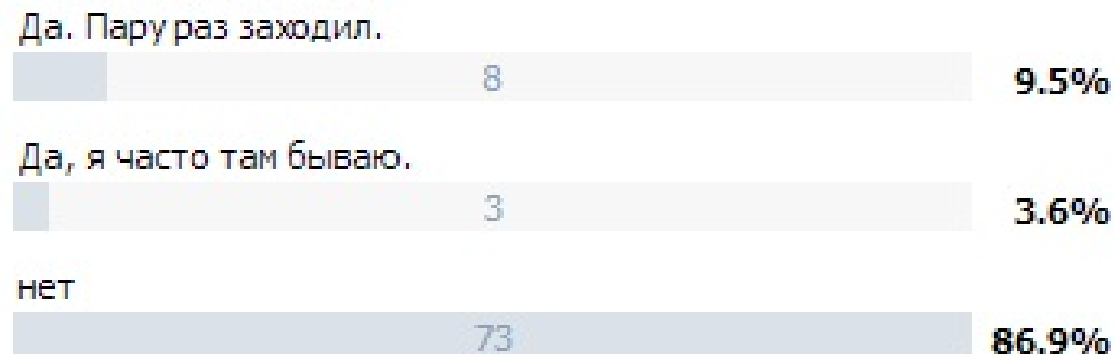 Да. Пару раз заходил.
8 9.5%
Да, я часто там бываю.
3 3.6%
нет
73 86.9%